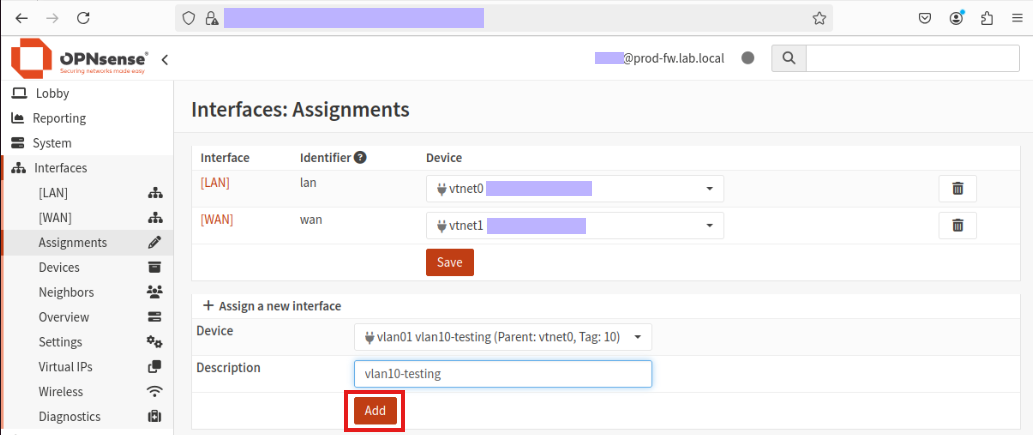 OPNsense®
Securing networks made easy
@prod-fw.lab.local
Lobby
Reporting
System
Interfaces
[LAN]
[WAN]
Assignments
Devices
Neighbors
Overview
Settings
Virtual IPs
Wireless
Diagnostics
Interfaces: Assignments
Interface Identifier Device
[LAN] lan vtnet0
[WAN] wan vtnet1
Save
Assign a new interface
Device vlan01 vlan10-testing (Parent: vtnet0, Tag: 10)
Description vlan10-testing
Add